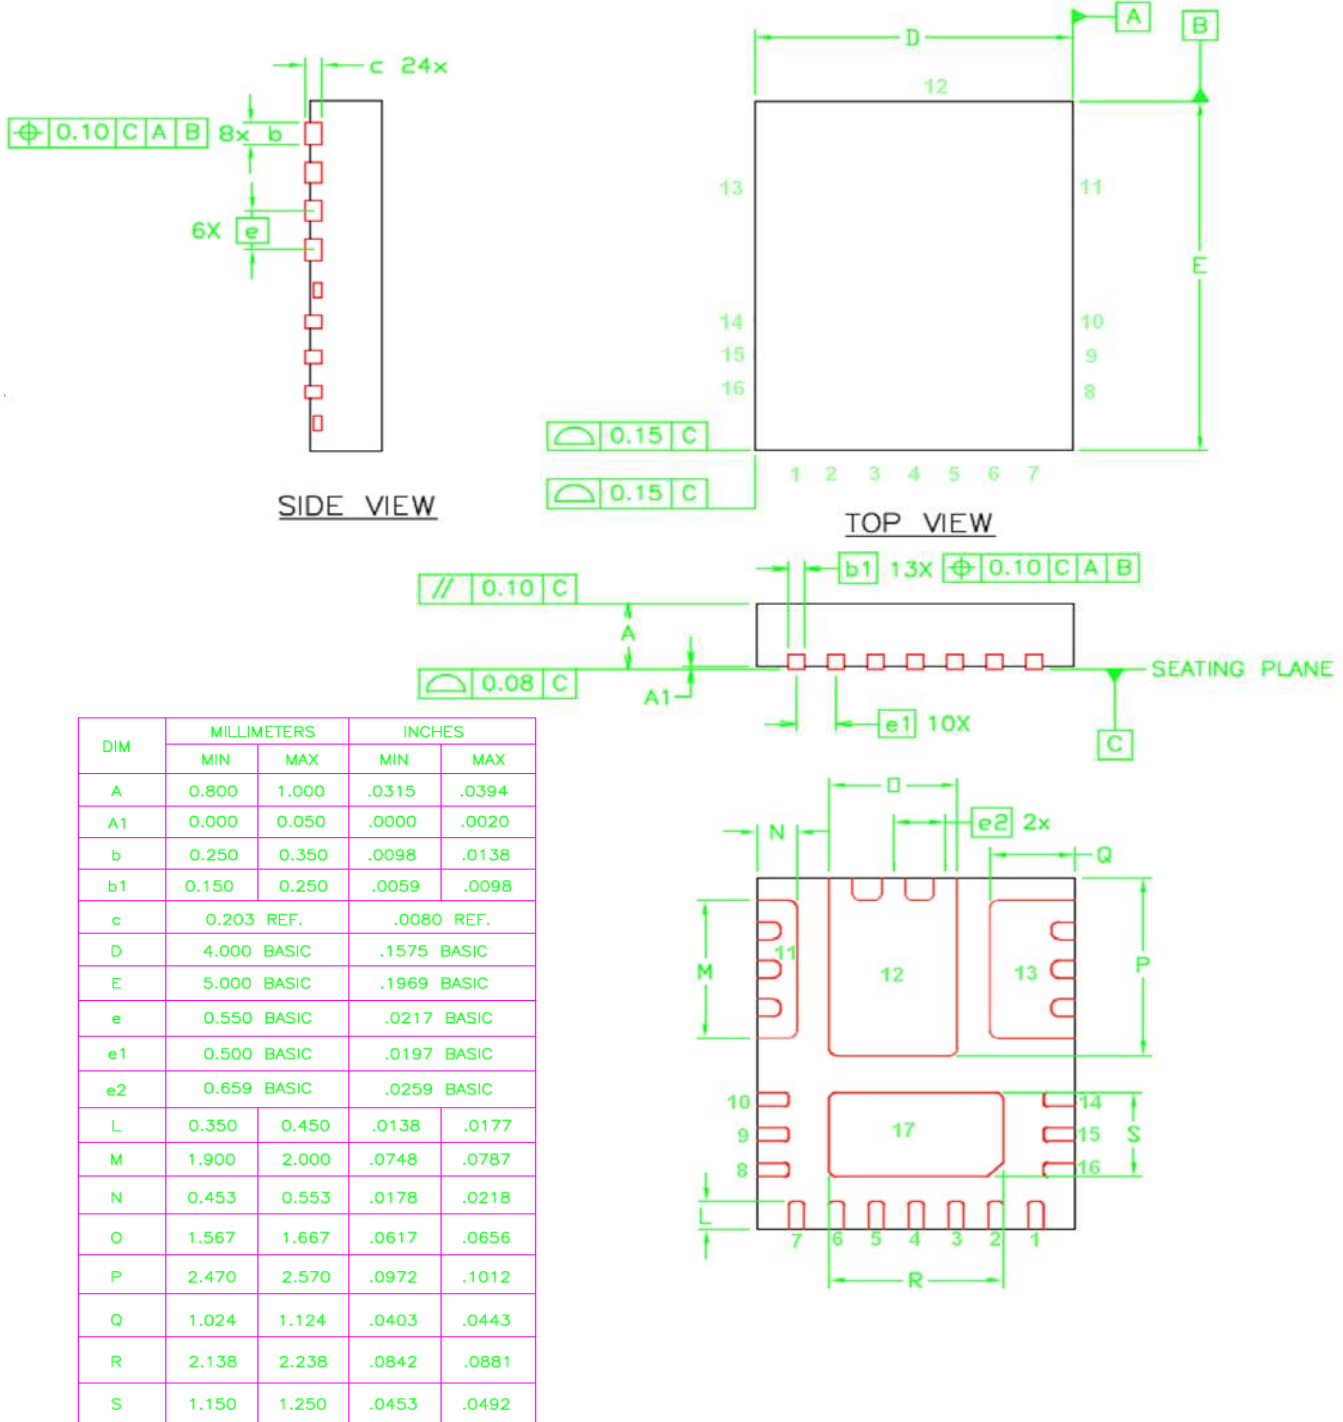 A
D
B
12
c 24x
0.10 C A B 8x b
13
11
6X e
E
14
10
15
9
16
8
0.15 C
1 2 3 4 5 6 7
0.15 C
SIDE VIEW
TOP VIEW
b1 13X 0.10 C A B
// 0.10 C
A
SEATING PLANE
0.08 C
A1
e1 10X
C
DIM MILLIMETERS INCHES
MIN MAX MIN MAX
A 0.800 1.000 .0315 .0394
A1 0.000 0.050 .0000 .0020
b 0.250 0.350 .0098 .0138
b1 0.150 0.250 .0059 .0098
c 0.203 REF. .0080 REF.
D 4.000 BASIC .1575 BASIC
E 5.000 BASIC .1969 BASIC
e 0.550 BASIC .0217 BASIC
e1 0.500 BASIC .0197 BASIC
e2 0.659 BASIC .0259 BASIC
L 0.350 0.450 .0138 .0177
M 1.900 2.000 .0748 .0787
N 0.453 0.553 .0178 .0218
O 1.567 1.667 .0617 .0656
P 2.470 2.570 .0972 .1012
Q 1.024 1.124 .0403 .0443
R 2.138 2.238 .0842 .0881
S 1.150 1.250 .0453 .0492
O
e2 2x
N
Q
11
M
12
13
P
10
14
9
17
15
S
8
16
L
7 6 5 4 3 2 1
R